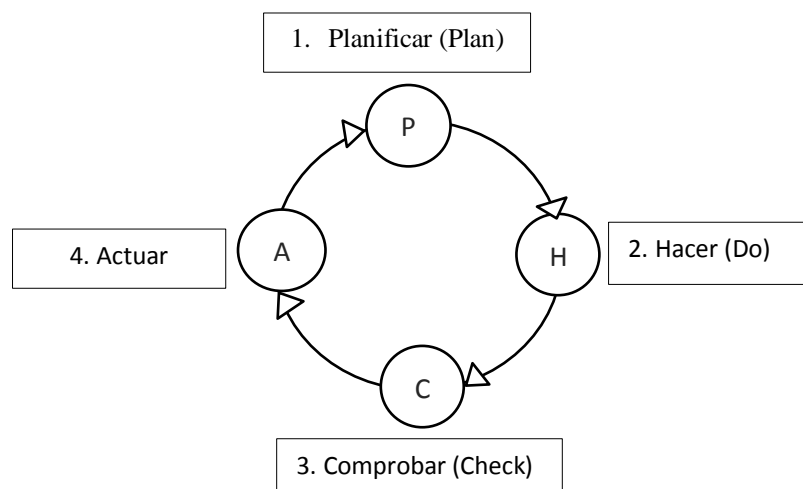 1. Planificar (Plan)
P
A
H
4. Actuar
2. Hacer (Do)
C
3. Comprobar (Check)